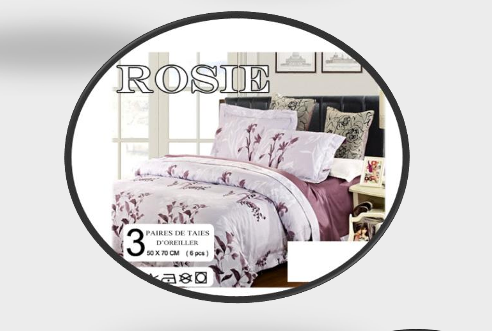 ROSIE
3 PAIRES DE TAIES
D'OREILLER
50 X 70 CM ( 6 pcs )